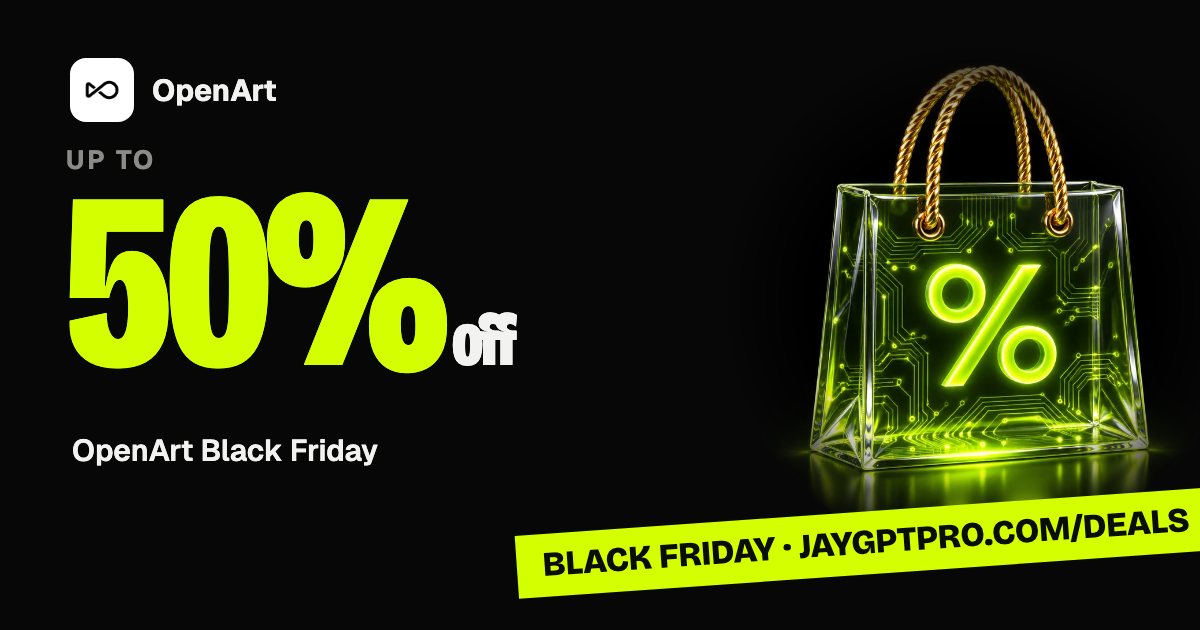 OpenArt
UP TO
50% off
OpenArt Black Friday
%
BLACK FRIDAY · JAYGPTPRO.COM/DEALS